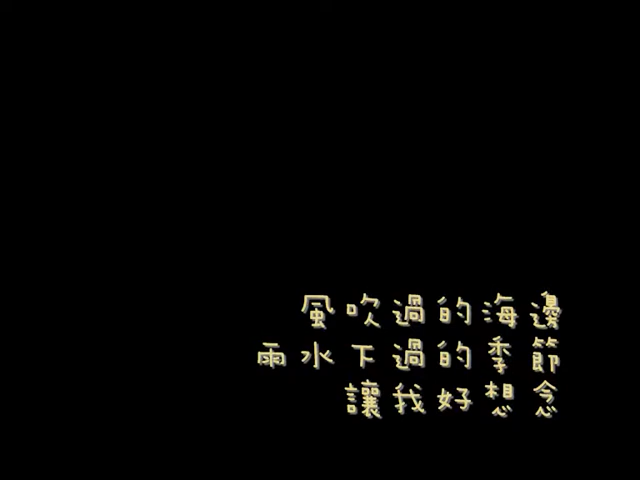 風吹過的海邊
雨水下過的季節
讓我好想念